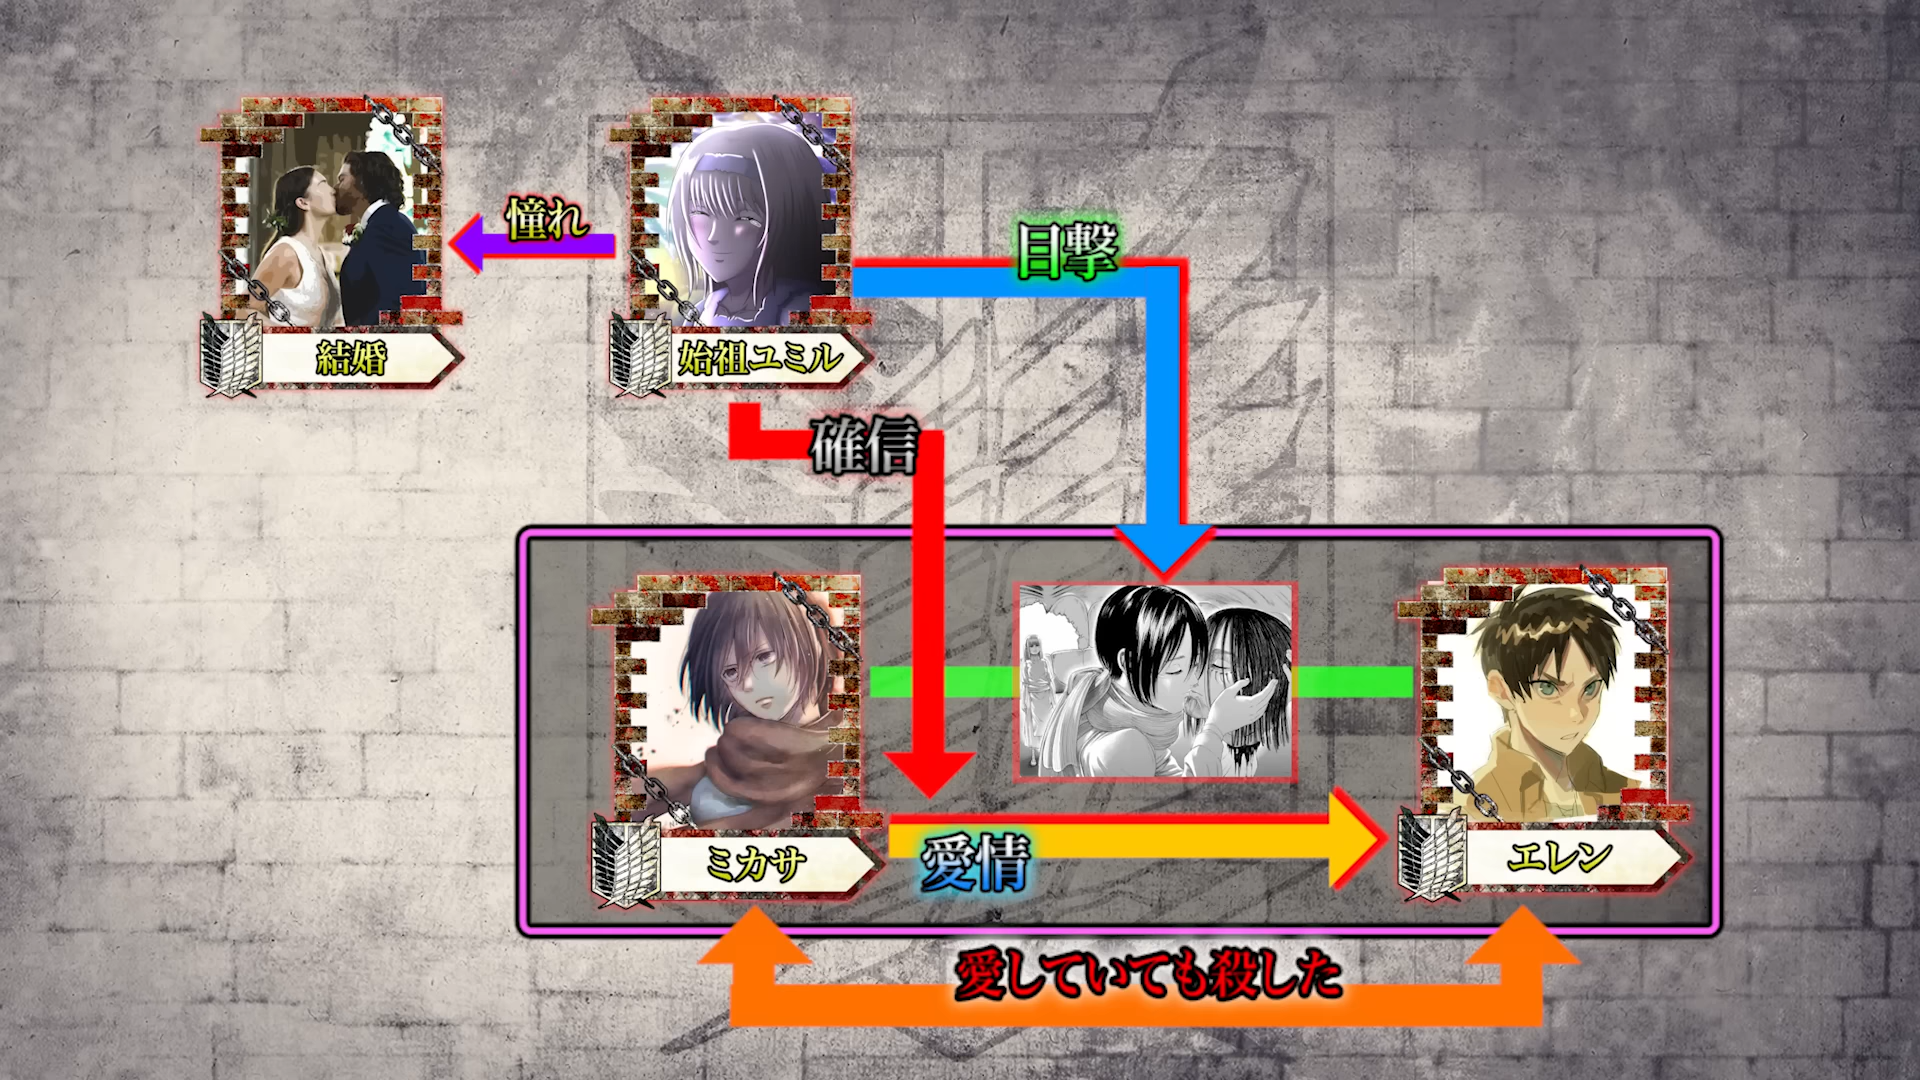 憧れ
目撃
結婚
始祖ユミル
確信
ミカサ
愛情
エレン
愛していても殺した